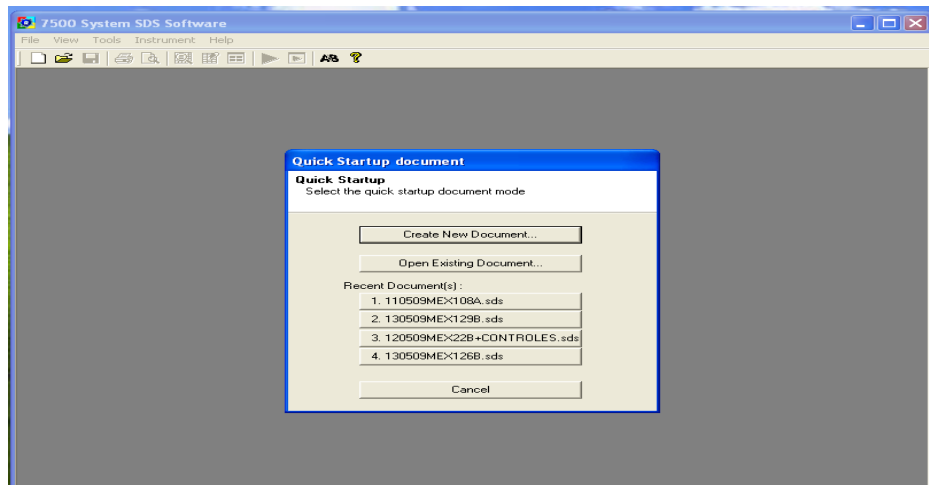 7500 System SDS Software
File View Tools Instrument Help
AB ?
Quick Startup document
Quick Startup
Select the quick startup document mode
Create New Document...
Open Existing Document...
Recent Document(s) :
1. 110509MEX108A.sds
2. 130509MEX129B.sds
3. 120509MEX22B+CONTROLES.sds
4. 130509MEX126B.sds
Cancel